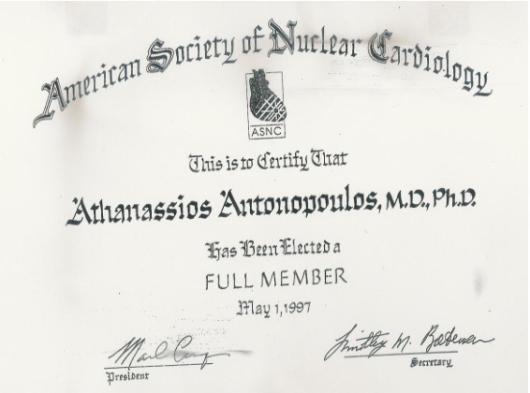 American Society of Nuclear Cardiology
ASNC
This is to Certify That
Athanassios Antonopoulos, M.D., Ph.D.
Has Been Elected a
FULL MEMBER
May 1, 1997
President
Secretary